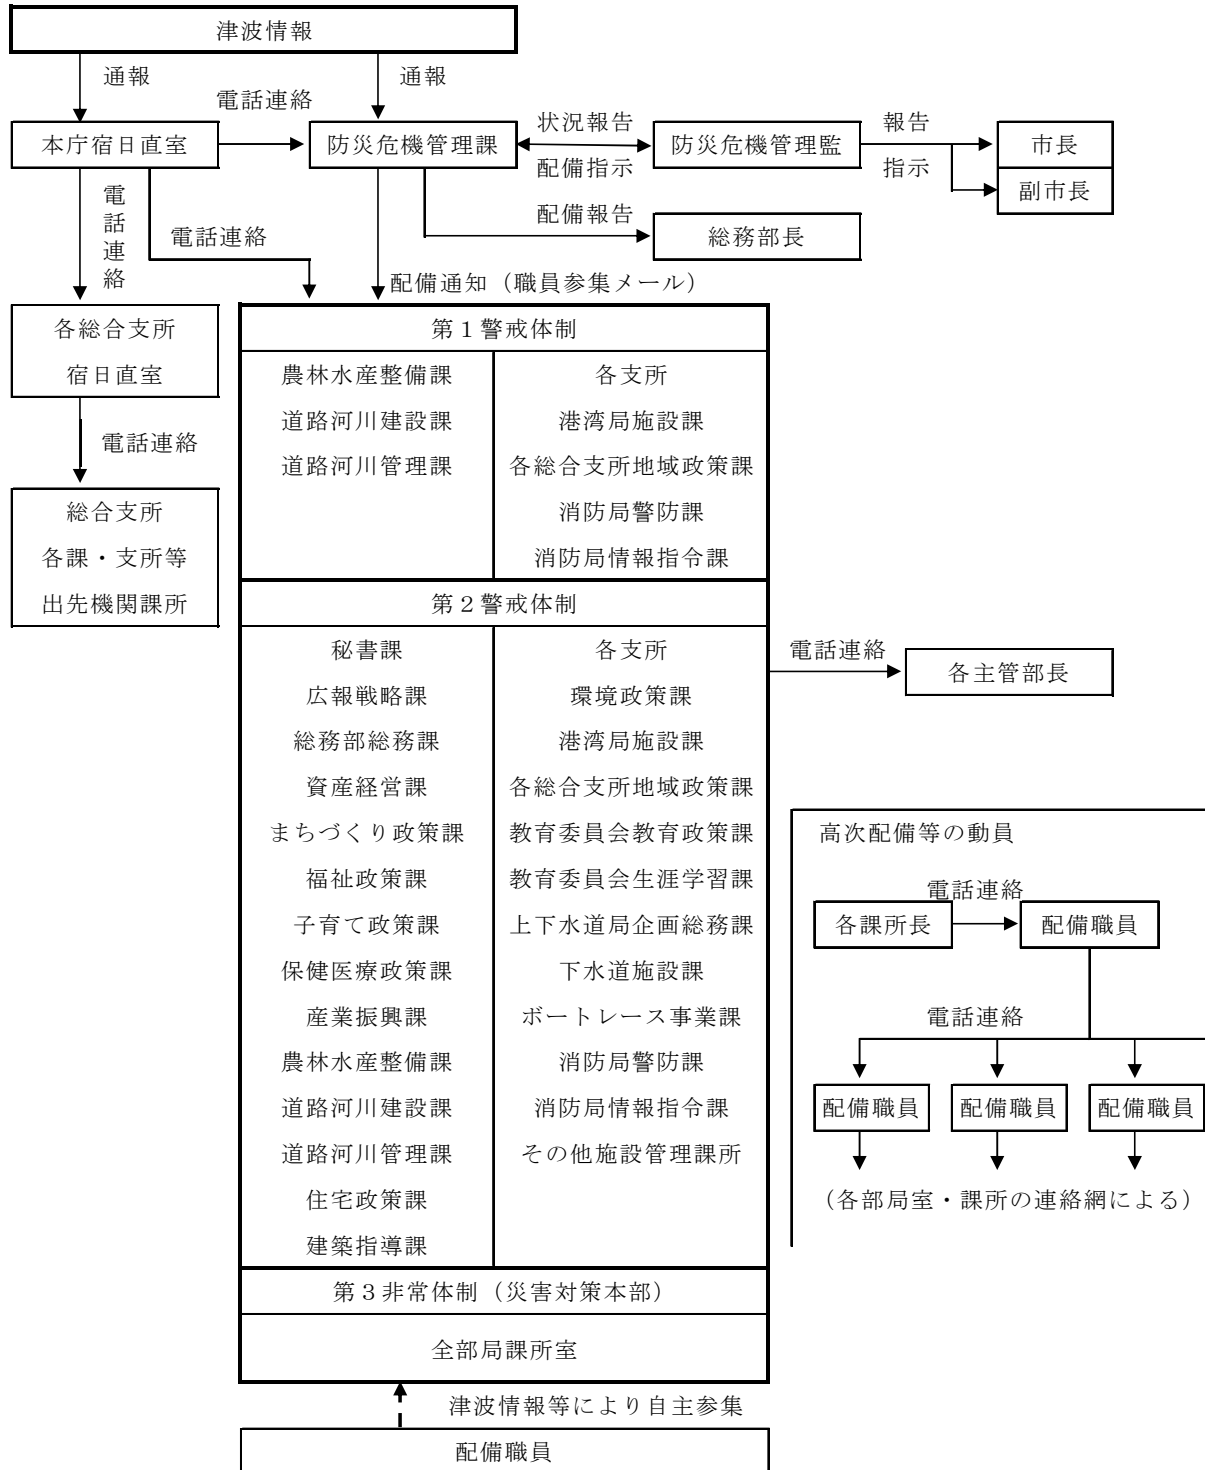 津波情報
通報
通報
電話連絡
本庁宿日直室
防災危機管理課
状況報告
配備指示
防災危機管理監
報告
指示
市長
副市長
配備報告
総務部長
電話連絡
電話連絡
配備通知（職員参集メール）
各総合支所
宿日直室
電話連絡
総合支所
各課・支所等
出先機関課所
第１警戒体制
農林水産整備課
道路河川建設課
道路河川管理課
各支所
港湾局施設課
各総合支所地域政策課
消防局警防課
消防局情報指令課
第２警戒体制
秘書課
広報戦略課
総務部総務課
資産経営課
まちづくり政策課
福祉政策課
子育て政策課
保健医療政策課
産業振興課
農林水産整備課
道路河川建設課
道路河川管理課
住宅政策課
建築指導課
各支所
環境政策課
港湾局施設課
各総合支所地域政策課
教育委員会教育政策課
教育委員会生涯学習課
上下水道局企画総務課
下水道施設課
ボートレース事業課
消防局警防課
消防局情報指令課
その他施設管理課所
電話連絡
各主管部長
第３非常体制（災害対策本部）
全部局課所室
津波情報等により自主参集
配備職員
高次配備等の動員
電話連絡
各課所長
配備職員
電話連絡
配備職員
配備職員
配備職員
（各部局室・課所の連絡網による）